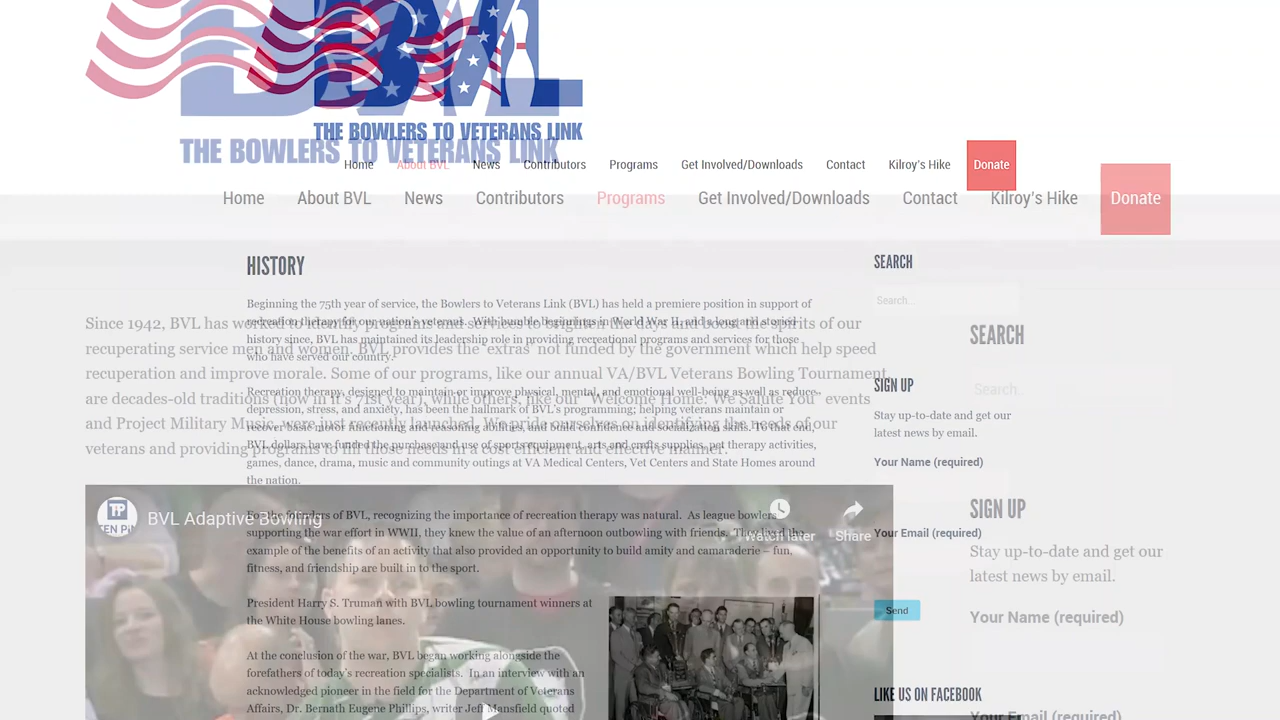 BVL
BVL
THE BOWLERS TO VETERANS LINK
THE BOWLERS TO VETERANS LINK
Home About BVL News Contributors Programs Get Involved/Downloads Contact Kilroy's Hike Donate
Home About BVL News Contributors Programs Get Involved/Downloads Contact Kilroy's Hike Donate
HISTORY
Beginning the 75th year of service, the Bowlers to Veterans Link (BVL) has held a premiere position in support of
recreation therapy for our nation's veterans. With humble beginnings in World War II, and a long and storied
history since, BVL has maintained its leadership role in providing recreational programs and services for those
who have served our country.
Recreation therapy, designed to maintain or improve physical, mental, and emotional well-being as well as reduce
depression, stress, and anxiety, has been the hallmark of BVL's programming; helping veterans maintain or
recover basic motor functioning and reasoning abilities, and build confidence and socialization skills. To that end,
BVL dollars have funded the purchase and use of sports equipment, arts and crafts supplies, pet therapy activities,
games, dance, drama, music and community outings at VA Medical Centers, Vet Centers and State Homes around
the nation.
For the founders of BVL, recognizing the importance of recreation therapy was natural. As league bowlers
supporting the war effort in WWII, they knew the value of an afternoon outbowling with friends. They lived the
example of the benefits of an activity that also provided an opportunity to build amity and camaraderie – fun,
fitness, and friendship are built in to the sport.
President Harry S. Truman with BVL bowling tournament winners at
the White House bowling lanes.
At the conclusion of the war, BVL began working alongside the
forefathers of today's recreation specialists. In an interview with an
acknowledged pioneer in the field for the Department of Veterans
Affairs, Dr. Bernath Eugene Phillips, writer Jeff Mansfield quoted
Since 1942, BVL has worked to identify programs and services to brighten the days and boost the spirits of our
recuperating service men and women. BVL provides the 'extras' not funded by the government which help speed
recuperation and improve morale. Some of our programs, like our annual VA/BVL Veterans Bowling Tournament
are decades-old traditions (now in it's 71st year), while others, like our "Welcome Home: We Salute You" events
and Project Military Music, were just recently launched. We pride ourselves on identifying the needs of our
veterans and providing programs to fill those needs in a cost efficient and effective manner.
TP
TEN PiN
BVL Adaptive Bowling
Watch later
Share
SEARCH
Search...
SIGN UP
Stay up-to-date and get our
latest news by email.
Your Name (required)
Your Email (required)
Send
LIKE US ON FACEBOOK
SEARCH
Search...
SIGN UP
Stay up-to-date and get our
latest news by email.
Your Name (required)
Your Email (required)